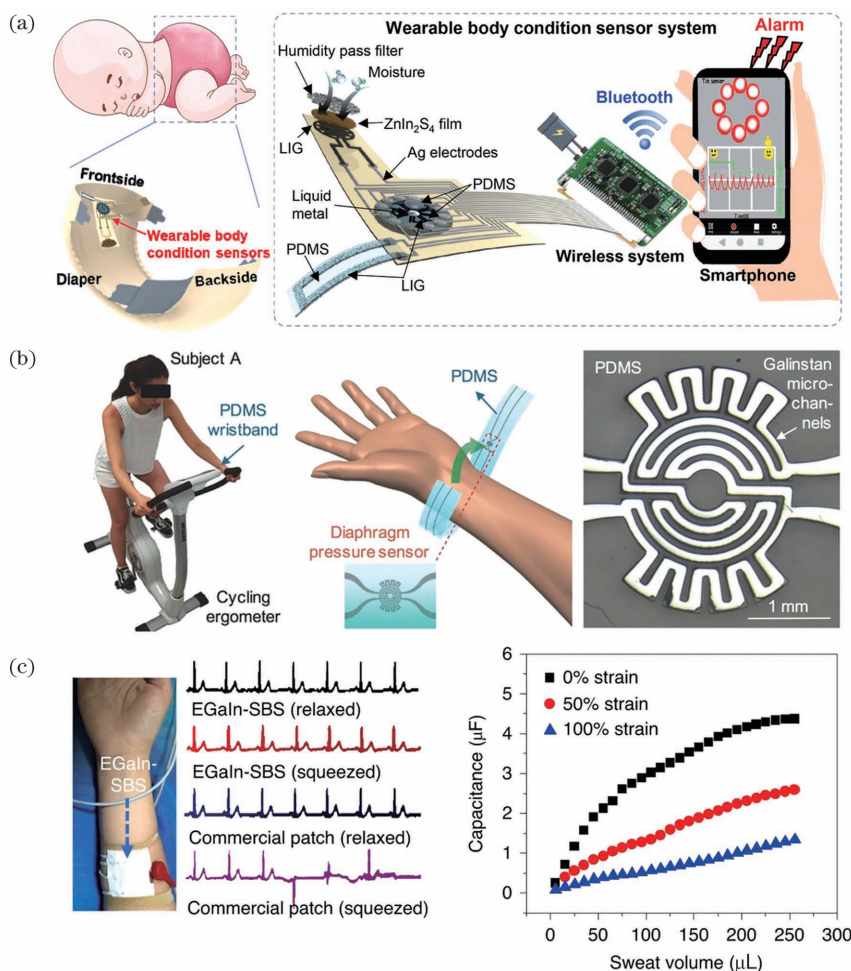 (a)
Wearable body condition sensor system
Alarm
Humidity pass filter
Moisture
Bluetooth
ZnIn₂S₄ film
LIG
Ag electrodes
Frontside
PDMS
Liquid
metal
Wearable body
condition sensors
PDMS
Wireless system
Diaper
Backside
LIG
Smartphone
(b)
Subject A
PDMS
wristband
PDMS
PDMS
Galinstan
micro-
chan-
nels
Diaphragm
pressure sensor
Cycling
ergometer
1 mm
(c)
EGaIn-
SBS
EGaIn-SBS (relaxed)
EGaIn-SBS (squeezed)
Commercial patch (relaxed)
Commercial patch (squeezed)
Capacitance (μF)
6
5
4
3
2
1
0
0% strain
50% strain
100% strain
0 50 100 150 200 250 300
Sweat volume (μL)